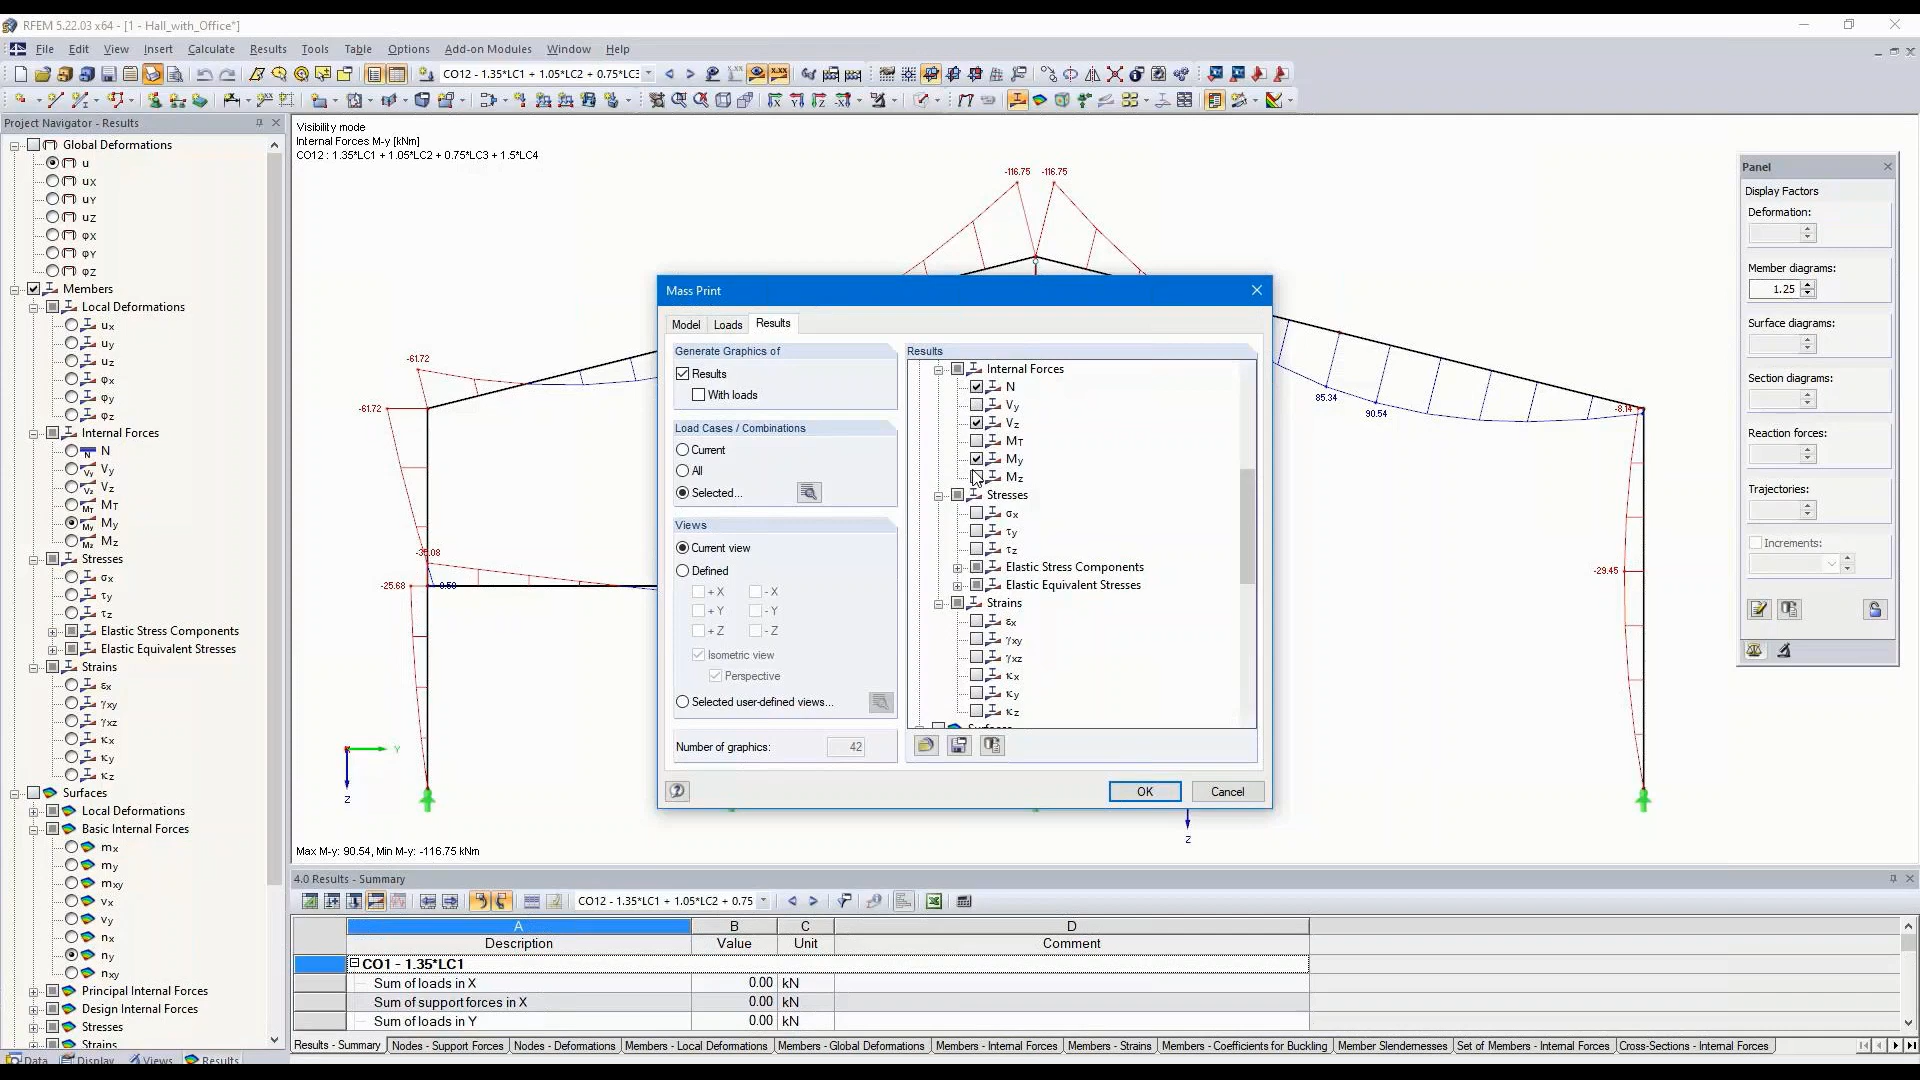 RFEM 5.22.03 x64 - [1 - Hall_with_Office*]
File Edit View Insert Calculate Results Tools Table Options Add-on Modules Window Help
CO12 - 1.35*LC1 + 1.05*LC2 + 0.75*LC3
Project Navigator - Results
Global Deformations
u
uX
uY
uZ
φX
φY
φZ
Members
Local Deformations
ux
uy
uz
φx
φy
φz
Internal Forces
N
Vy
Vz
MT
My
Mz
Stresses
σx
τy
τz
Elastic Stress Components
Elastic Equivalent Stresses
Strains
εx
γxy
γxz
κx
κy
κz
Surfaces
Local Deformations
Basic Internal Forces
mx
my
mxy
vx
vy
nx
ny
nxy
Principal Internal Forces
Design Internal Forces
Stresses
Strains
Data Display Views Results
Visibility mode
Internal Forces M-y [kNm]
CO12 : 1.35*LC1 + 1.05*LC2 + 0.75*LC3 + 1.5*LC4
-116.75 -116.75
-61.72
-61.72
-25.68
85.34
90.54
-8.14
-29.45
Y
Z
Z
Max M-y: 90.54, Min M-y: -116.75 kNm
Mass Print
Model Loads Results
Generate Graphics of
Results
With loads
Load Cases / Combinations
Current
All
Selected...
Views
Current view
Defined
+ X - X
+ Y - Y
+ Z - Z
Isometric view
Perspective
Selected user-defined views...
Number of graphics: 42
Results
Internal Forces
N
Vy
Vz
MT
My
Mz
Stresses
σx
τy
τz
Elastic Stress Components
Elastic Equivalent Stresses
Strains
εx
γxy
γxz
κx
κy
κz
Surfaces
OK Cancel
Panel
Display Factors
Deformation:
Member diagrams:
1.25
Surface diagrams:
Section diagrams:
Reaction forces:
Trajectories:
Increments:
4.0 Results - Summary
CO12 - 1.35*LC1 + 1.05*LC2 + 0.75
A B C D
Description Value Unit Comment
CO1 - 1.35*LC1
Sum of loads in X 0.00 kN
Sum of support forces in X 0.00 kN
Sum of loads in Y 0.00 kN
Results - Summary Nodes - Support Forces Nodes - Deformations Members - Local Deformations Members - Global Deformations Members - Internal Forces Members - Strains Members - Coefficients for Buckling Member Slendernesses Set of Members - Internal Forces Cross-Sections - Internal Forces